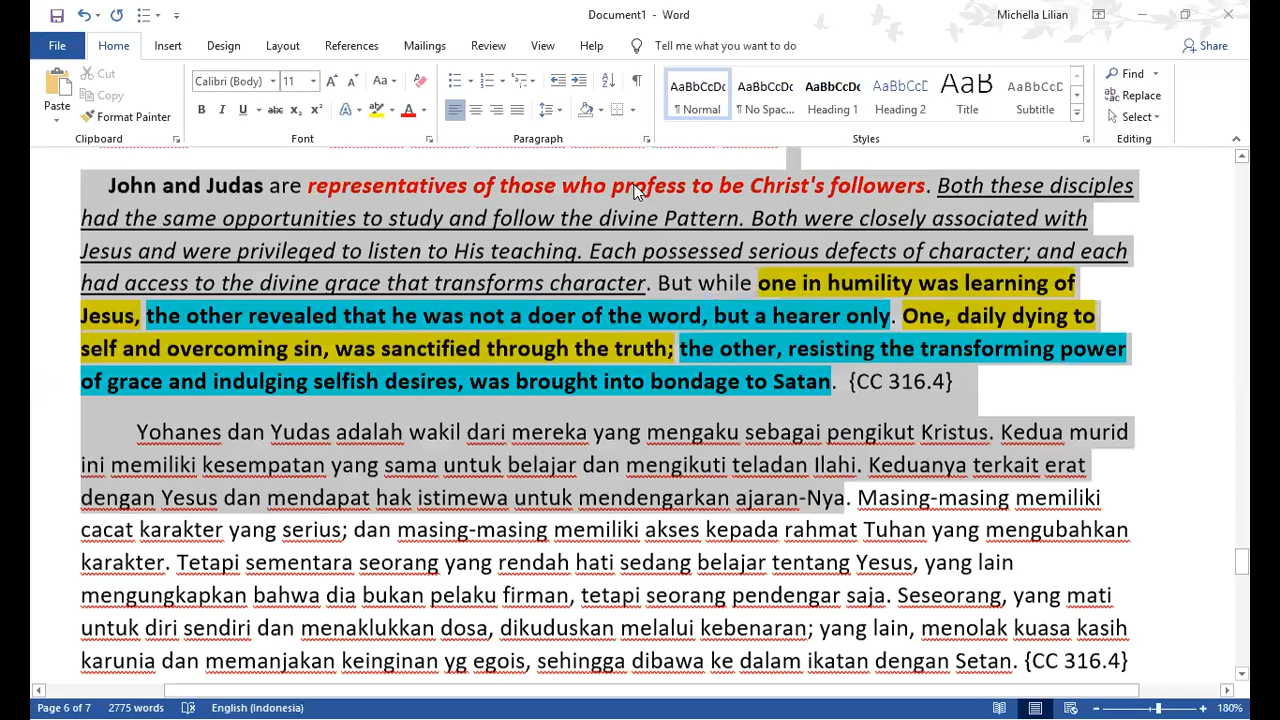 Document1 - Word
Michella Lilian
File Home Insert Design Layout References Mailings Review View Help Tell me what you want to do Share
Paste
Cut
Copy
Format Painter
Calibri (Body) 11
AaBbCcDc AaBbCcDc AaBbCcDc AaBbCcDc AaB AaBbCcDc
¶ Normal ¶ No Spac... Heading 1 Heading 2 Title Subtitle
Find
Replace
Select
Clipboard Font Paragraph Styles Editing
John and Judas are representatives of those who profess to be Christ's followers. Both these disciples
had the same opportunities to study and follow the divine Pattern. Both were closely associated with
Jesus and were privileged to listen to His teaching. Each possessed serious defects of character; and each
had access to the divine grace that transforms character. But while one in humility was learning of
Jesus, the other revealed that he was not a doer of the word, but a hearer only. One, daily dying to
self and overcoming sin, was sanctified through the truth; the other, resisting the transforming power
of grace and indulging selfish desires, was brought into bondage to Satan. {CC 316.4}
Yohanes dan Yudas adalah wakil dari mereka yang mengaku sebagai pengikut Kristus. Kedua murid
ini memiliki kesempatan yang sama untuk belajar dan mengikuti teladan Ilahi. Keduanya terkait erat
dengan Yesus dan mendapat hak istimewa untuk mendengarkan ajaran-Nya. Masing-masing memiliki
cacat karakter yang serius; dan masing-masing memiliki akses kepada rahmat Tuhan yang mengubahkan
karakter. Tetapi sementara seorang yang rendah hati sedang belajar tentang Yesus, yang lain
mengungkapkan bahwa dia bukan pelaku firman, tetapi seorang pendengar saja. Seseorang, yang mati
untuk diri sendiri dan menaklukkan dosa, dikuduskan melalui kebenaran; yang lain, menolak kuasa kasih
karunia dan memanjakan keinginan yg egois, sehingga dibawa ke dalam ikatan dengan Setan. {CC 316.4}
Page 6 of 7 2775 words English (Indonesia) 180%